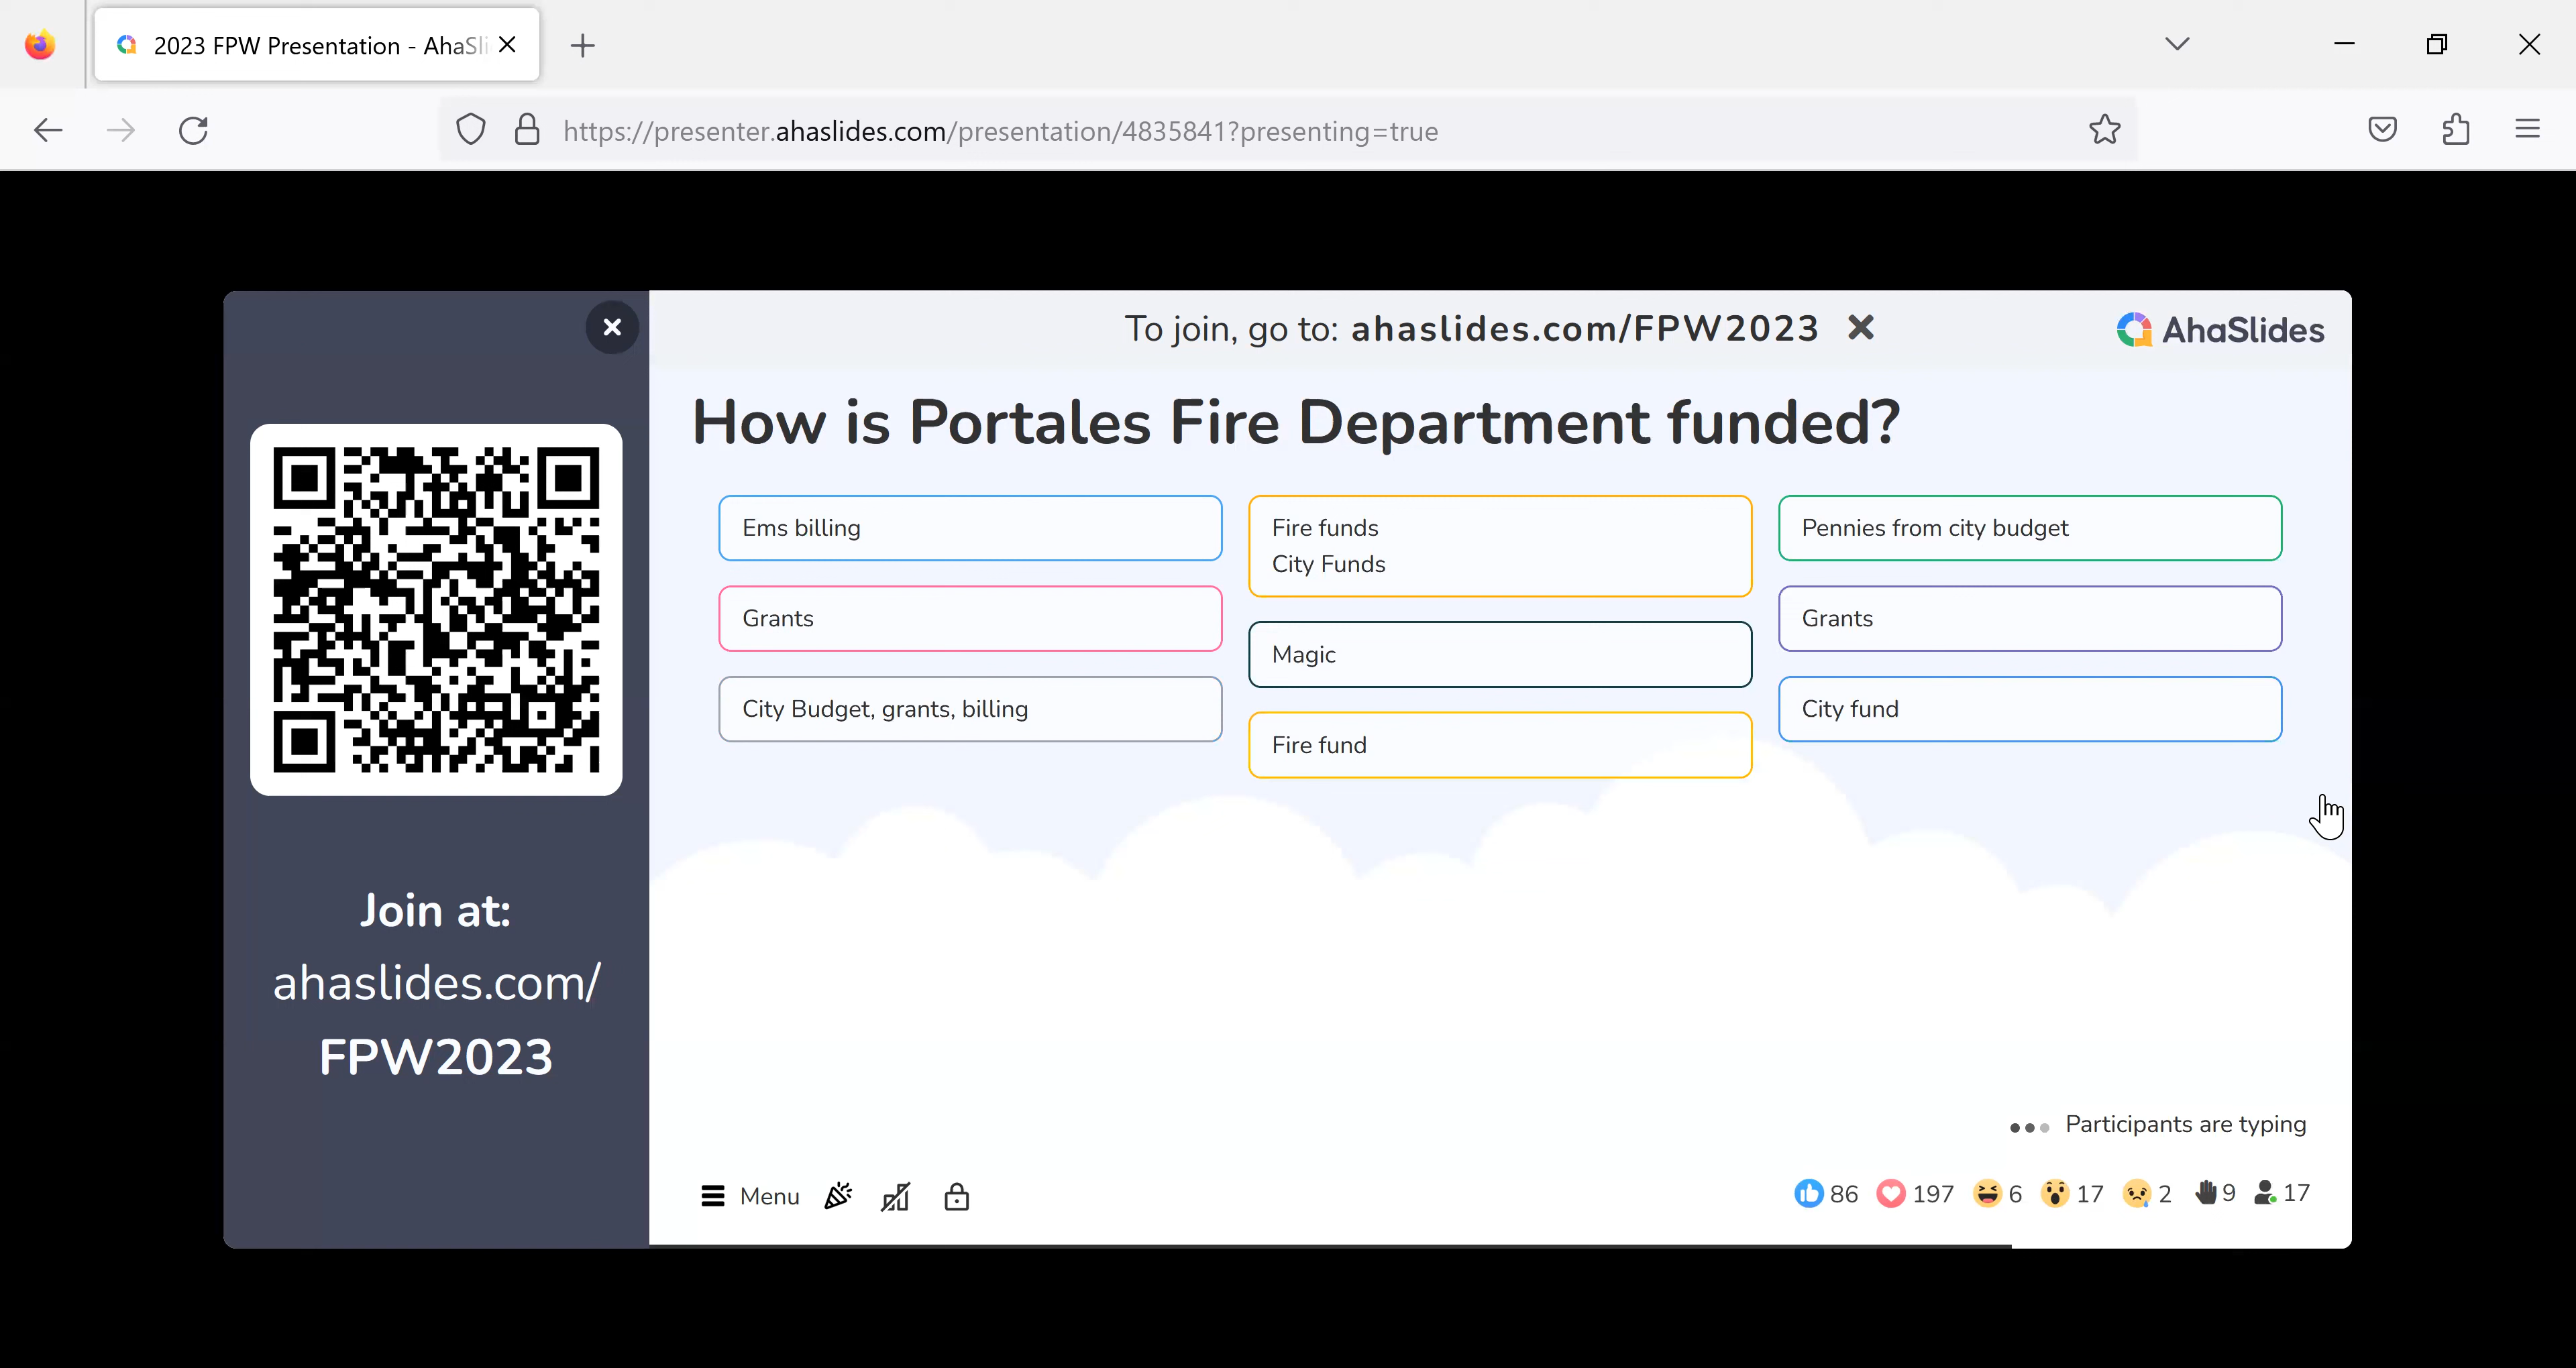 2023 FPW Presentation - AhaSli
https://presenter.ahaslides.com/presentation/4835841?presenting=true
To join, go to: ahaslides.com/FPW2023
AhaSlides
How is Portales Fire Department funded?
Ems billing
Grants
City Budget, grants, billing
Fire funds
City Funds
Magic
Fire fund
Pennies from city budget
Grants
City fund
Join at:
ahaslides.com/
FPW2023
Participants are typing
Menu
86 197 6 17 2 9 17